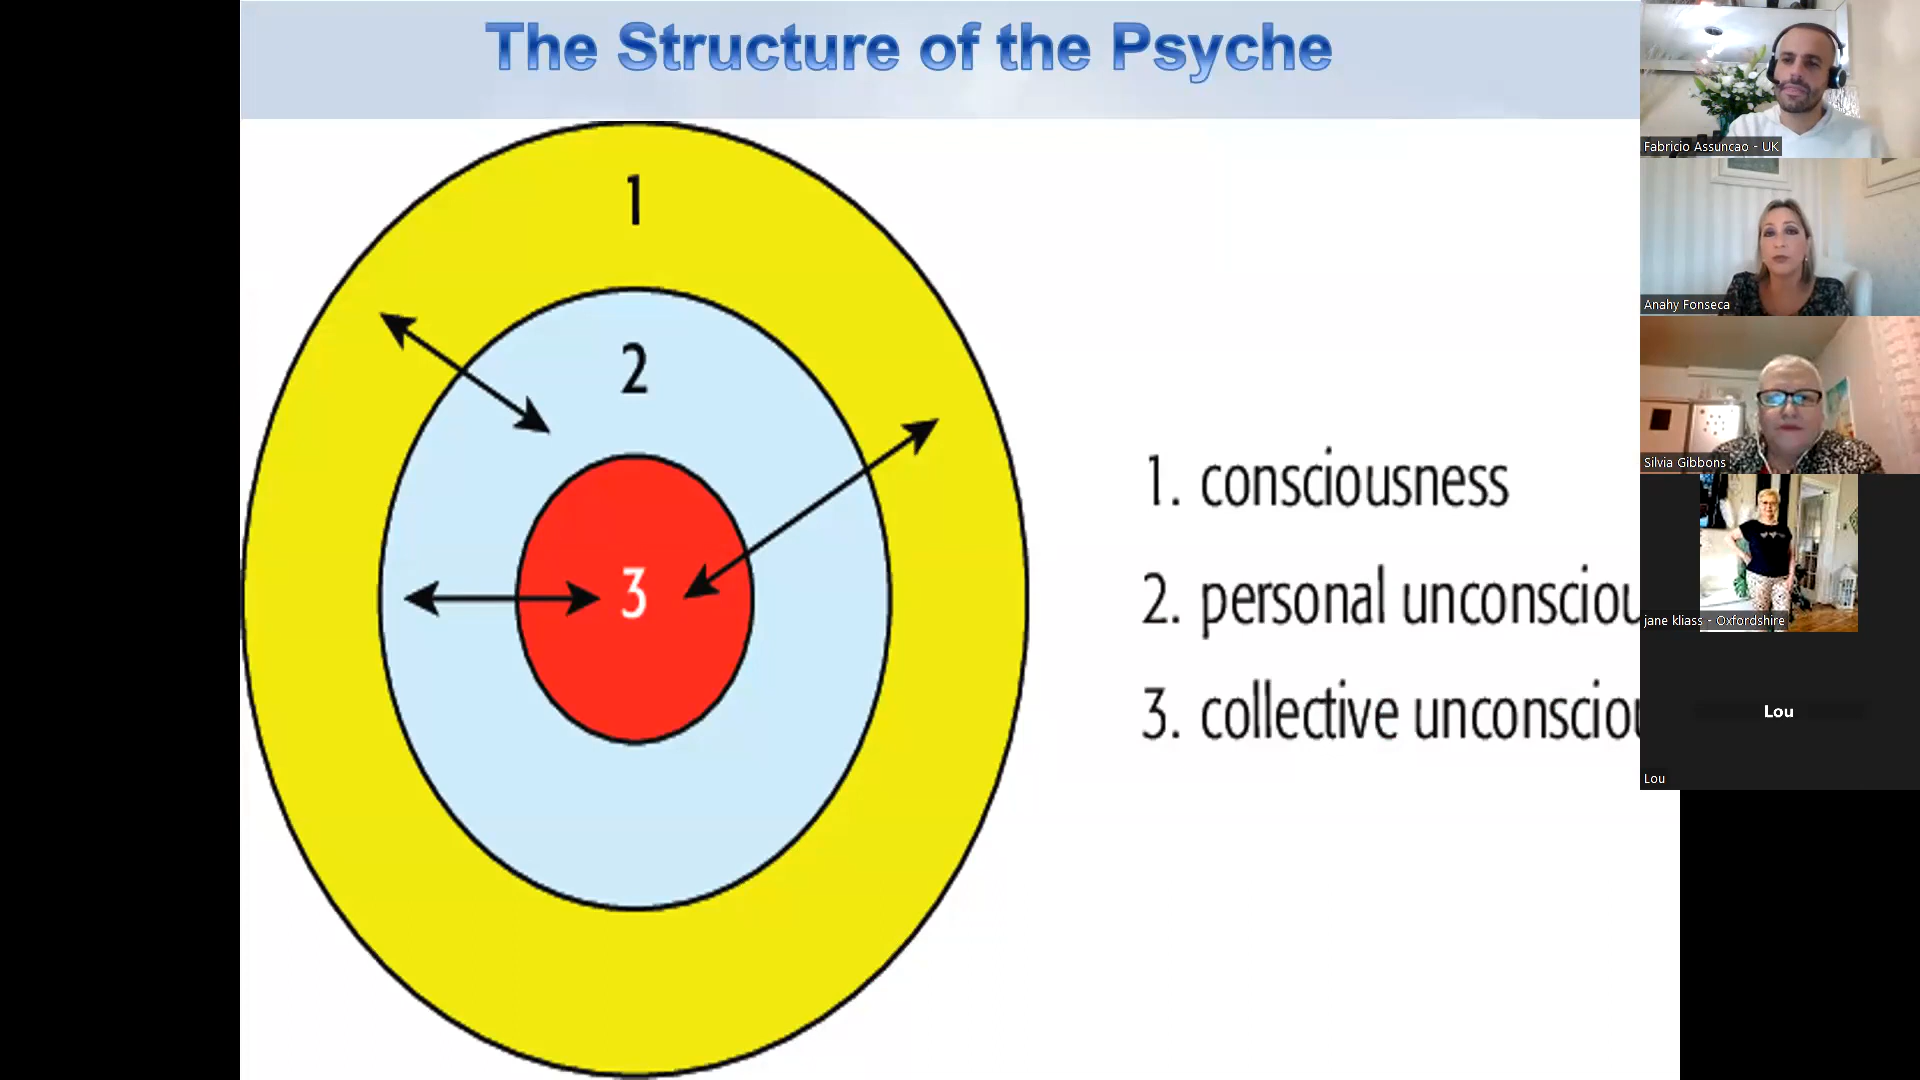 The Structure of the Psyche
1
2
3
1. consciousness
2. personal unconsciou
3. collective unconsciou
Fabricio Assuncao - UK
Anahy Fonseca
Silvia Gibbons
jane kliass - Oxfordshire
Lou
Lou